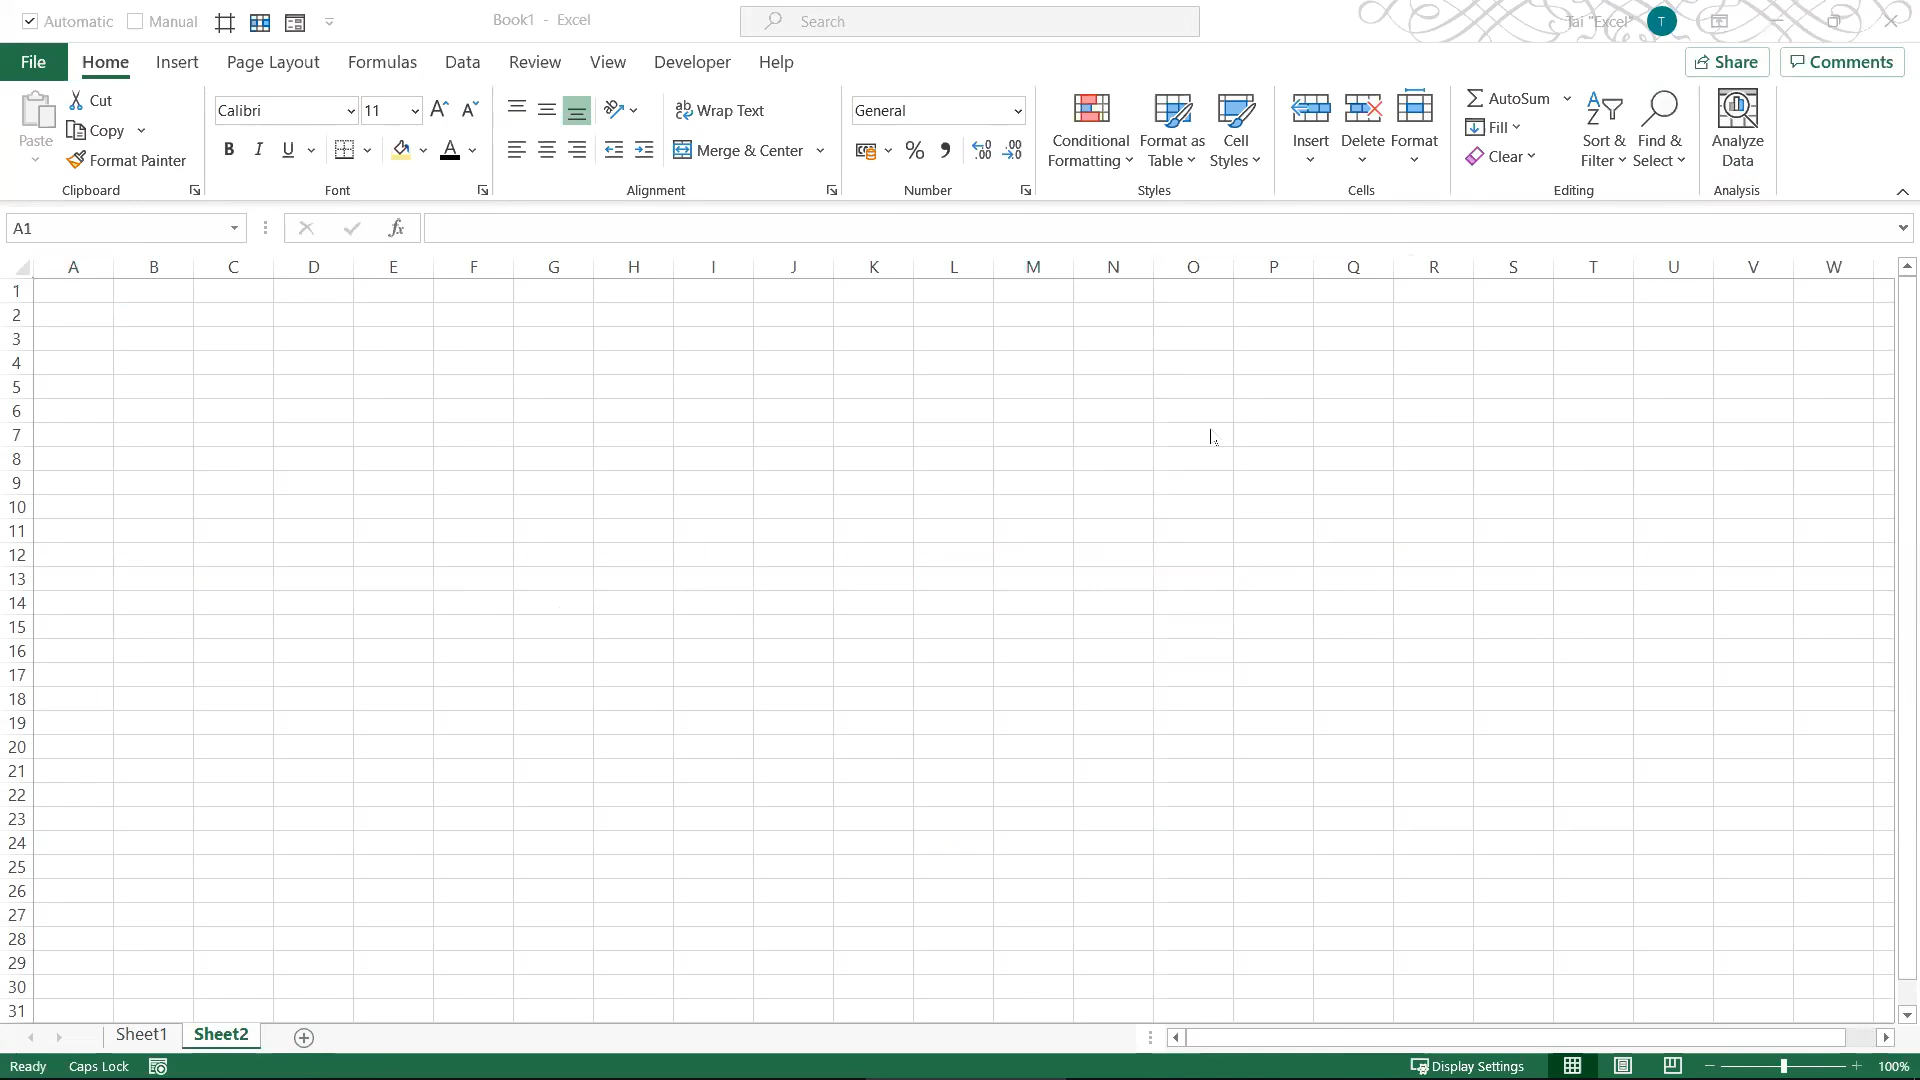 Automatic Manual Book1 - Excel Search Tai "Excel" T
File Home Insert Page Layout Formulas Data Review View Developer Help Share Comments
Paste Cut Copy Format Painter
Clipboard
Calibri 11
B I U A
Font
ab Wrap Text
Merge & Center
Alignment
General
% 9 .00 .00
Number
Conditional Formatting
Format as Table
Cell Styles
Styles
Insert Delete Format
Cells
AutoSum
Fill
Clear
Sort & Filter
Find & Select
Editing
Analyze Data
Analysis
A1 fx
A B C D E F G H I J K L M N O P Q R S T U V W
1
2
3
4
5
6
7
8
9
10
11
12
13
14
15
16
17
18
19
20
21
22
23
24
25
26
27
28
29
30
31
Sheet1 Sheet2
Ready Caps Lock Display Settings 100%